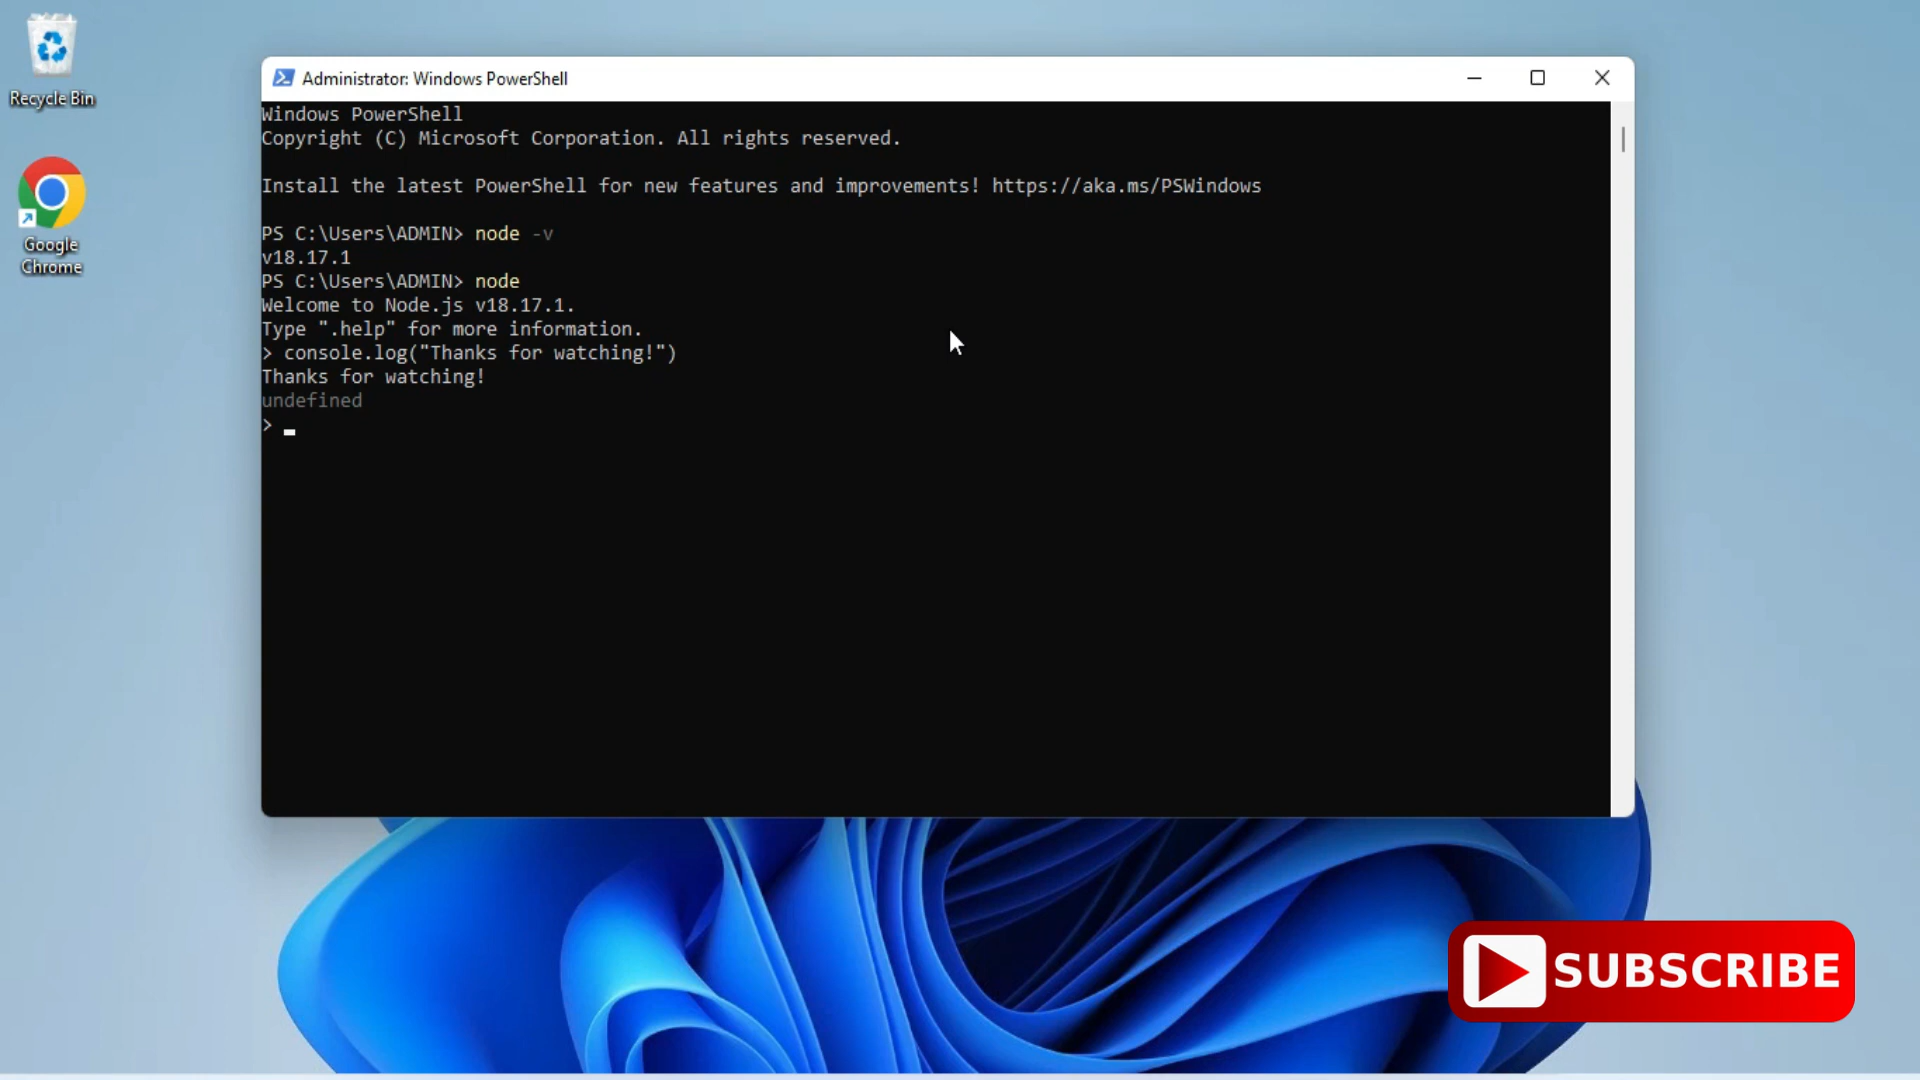 Recycle Bin
Google
Chrome
Administrator: Windows PowerShell
Windows PowerShell
Copyright (C) Microsoft Corporation. All rights reserved.
Install the latest PowerShell for new features and improvements! https://aka.ms/PSWindows
PS C:\Users\ADMIN> node -v
v18.17.1
PS C:\Users\ADMIN> node
Welcome to Node.js v18.17.1.
Type ".help" for more information.
> console.log("Thanks for watching!")
Thanks for watching!
undefined
>
SUBSCRIBE